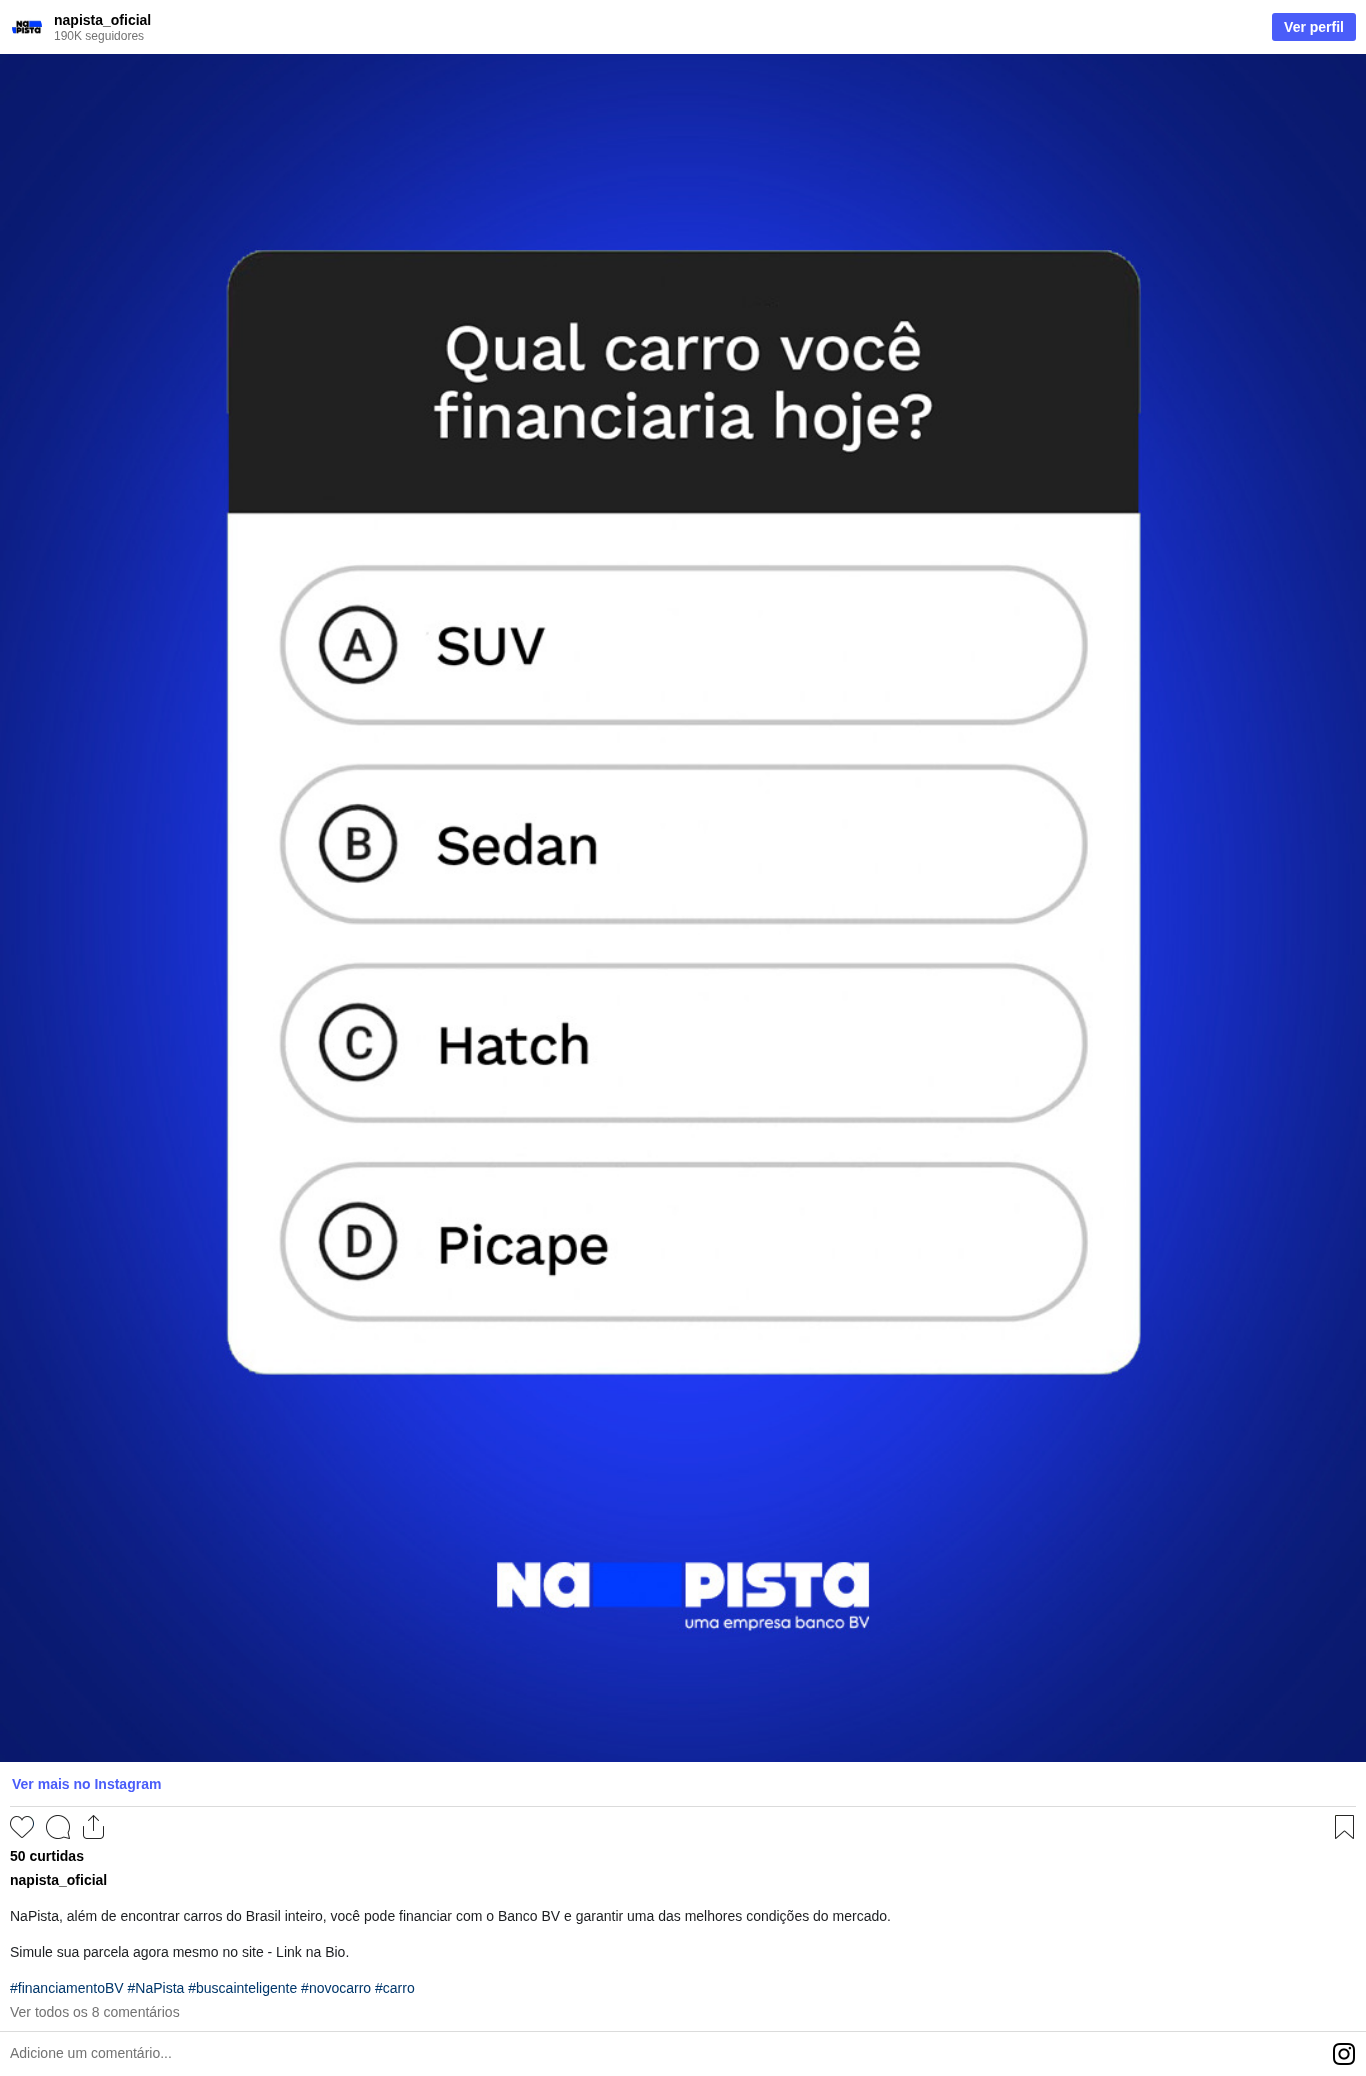 NaPISTa
napista_oficial
190K seguidores
Ver perfil
Qual carro você
financiaria hoje?
A SUV
B Sedan
C Hatch
D Picape
Na PISTa
uma empresa banco BV
Ver mais no Instagram
50 curtidas
napista_oficial
NaPista, além de encontrar carros do Brasil inteiro, você pode financiar com o Banco BV e garantir uma das melhores condições do mercado.
Simule sua parcela agora mesmo no site - Link na Bio.
#financiamentoBV #NaPista #buscainteligente #novocarro #carro
Ver todos os 8 comentários
Adicione um comentário...